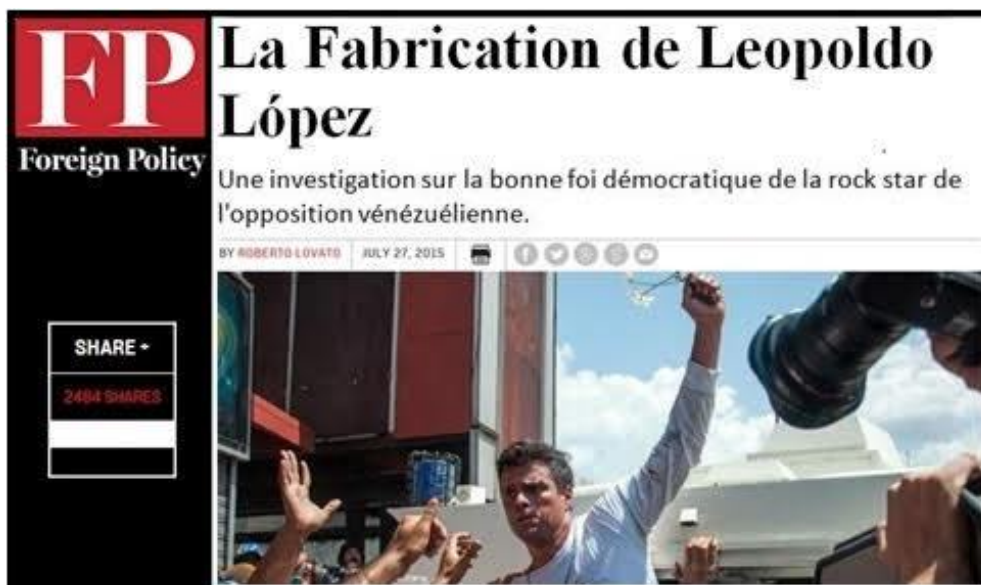 FP
Foreign Policy
La Fabrication de Leopoldo
López
Une investigation sur la bonne foi démocratique de la rock star de
l'opposition vénézuélienne.
BY ROBERTO LOVATO JULY 27, 2015
SHARE +
2484 SHARES